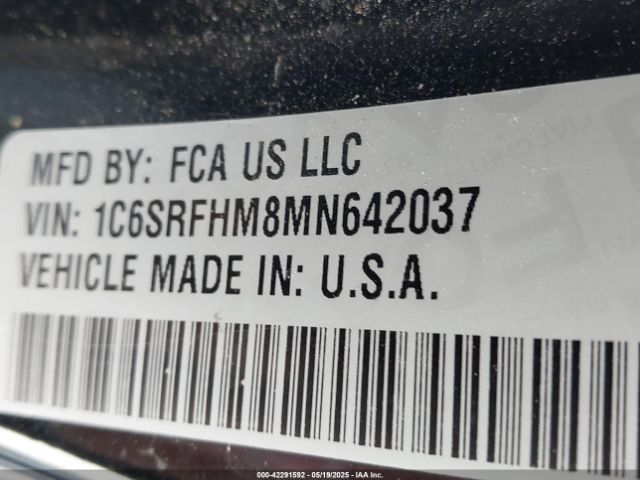 MFD BY: FCA US LLC
VIN: 1C6SRFHM8MN642037
VEHICLE MADE IN: U.S.A.
000-42291592 - 05/19/2025 - IAA Inc.